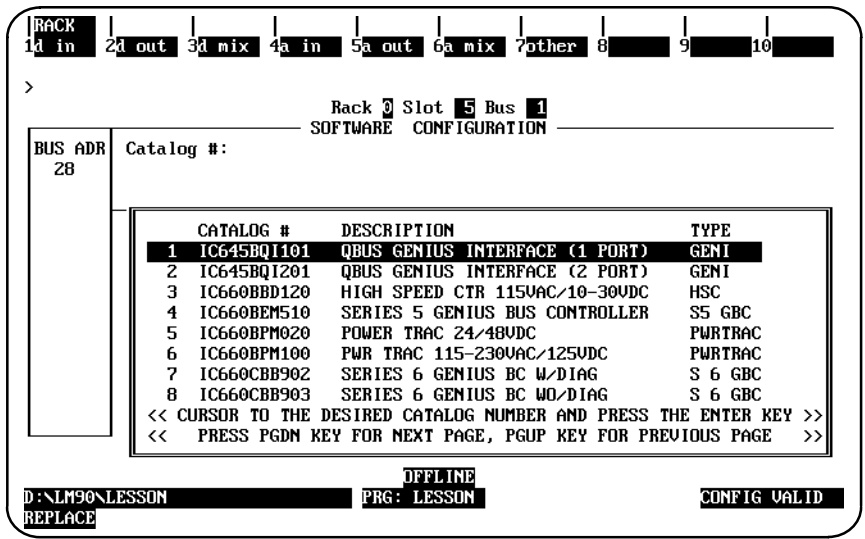 RACK
1d in 2d out 3d mix 4a in 5a out 6a mix 7other 8 9 10
>
Rack 0 Slot 5 Bus 1
SOFTWARE CONFIGURATION
BUS ADR Catalog #:
28
CATALOG # DESCRIPTION TYPE
1 IC645BQI101 QBUS GENIUS INTERFACE (1 PORT) GENI
2 IC645BQI201 QBUS GENIUS INTERFACE (2 PORT) GENI
3 IC660BBD120 HIGH SPEED CTR 115VAC/10-30VDC HSC
4 IC660BEM510 SERIES 5 GENIUS BUS CONTROLLER S5 GBC
5 IC660BPM020 POWER TRAC 24/48VDC PWRTRAC
6 IC660BPM100 PWR TRAC 115-230VAC/125VDC PWRTRAC
7 IC660CBB902 SERIES 6 GENIUS BC W/DIAG S 6 GBC
8 IC660CBB903 SERIES 6 GENIUS BC WO/DIAG S 6 GBC
<< CURSOR TO THE DESIRED CATALOG NUMBER AND PRESS THE ENTER KEY >>
<< PRESS PGDN KEY FOR NEXT PAGE, PGUP KEY FOR PREVIOUS PAGE >>
OFFLINE
D:\LM90\LESSON PRG: LESSON CONFIG VALID
REPLACE